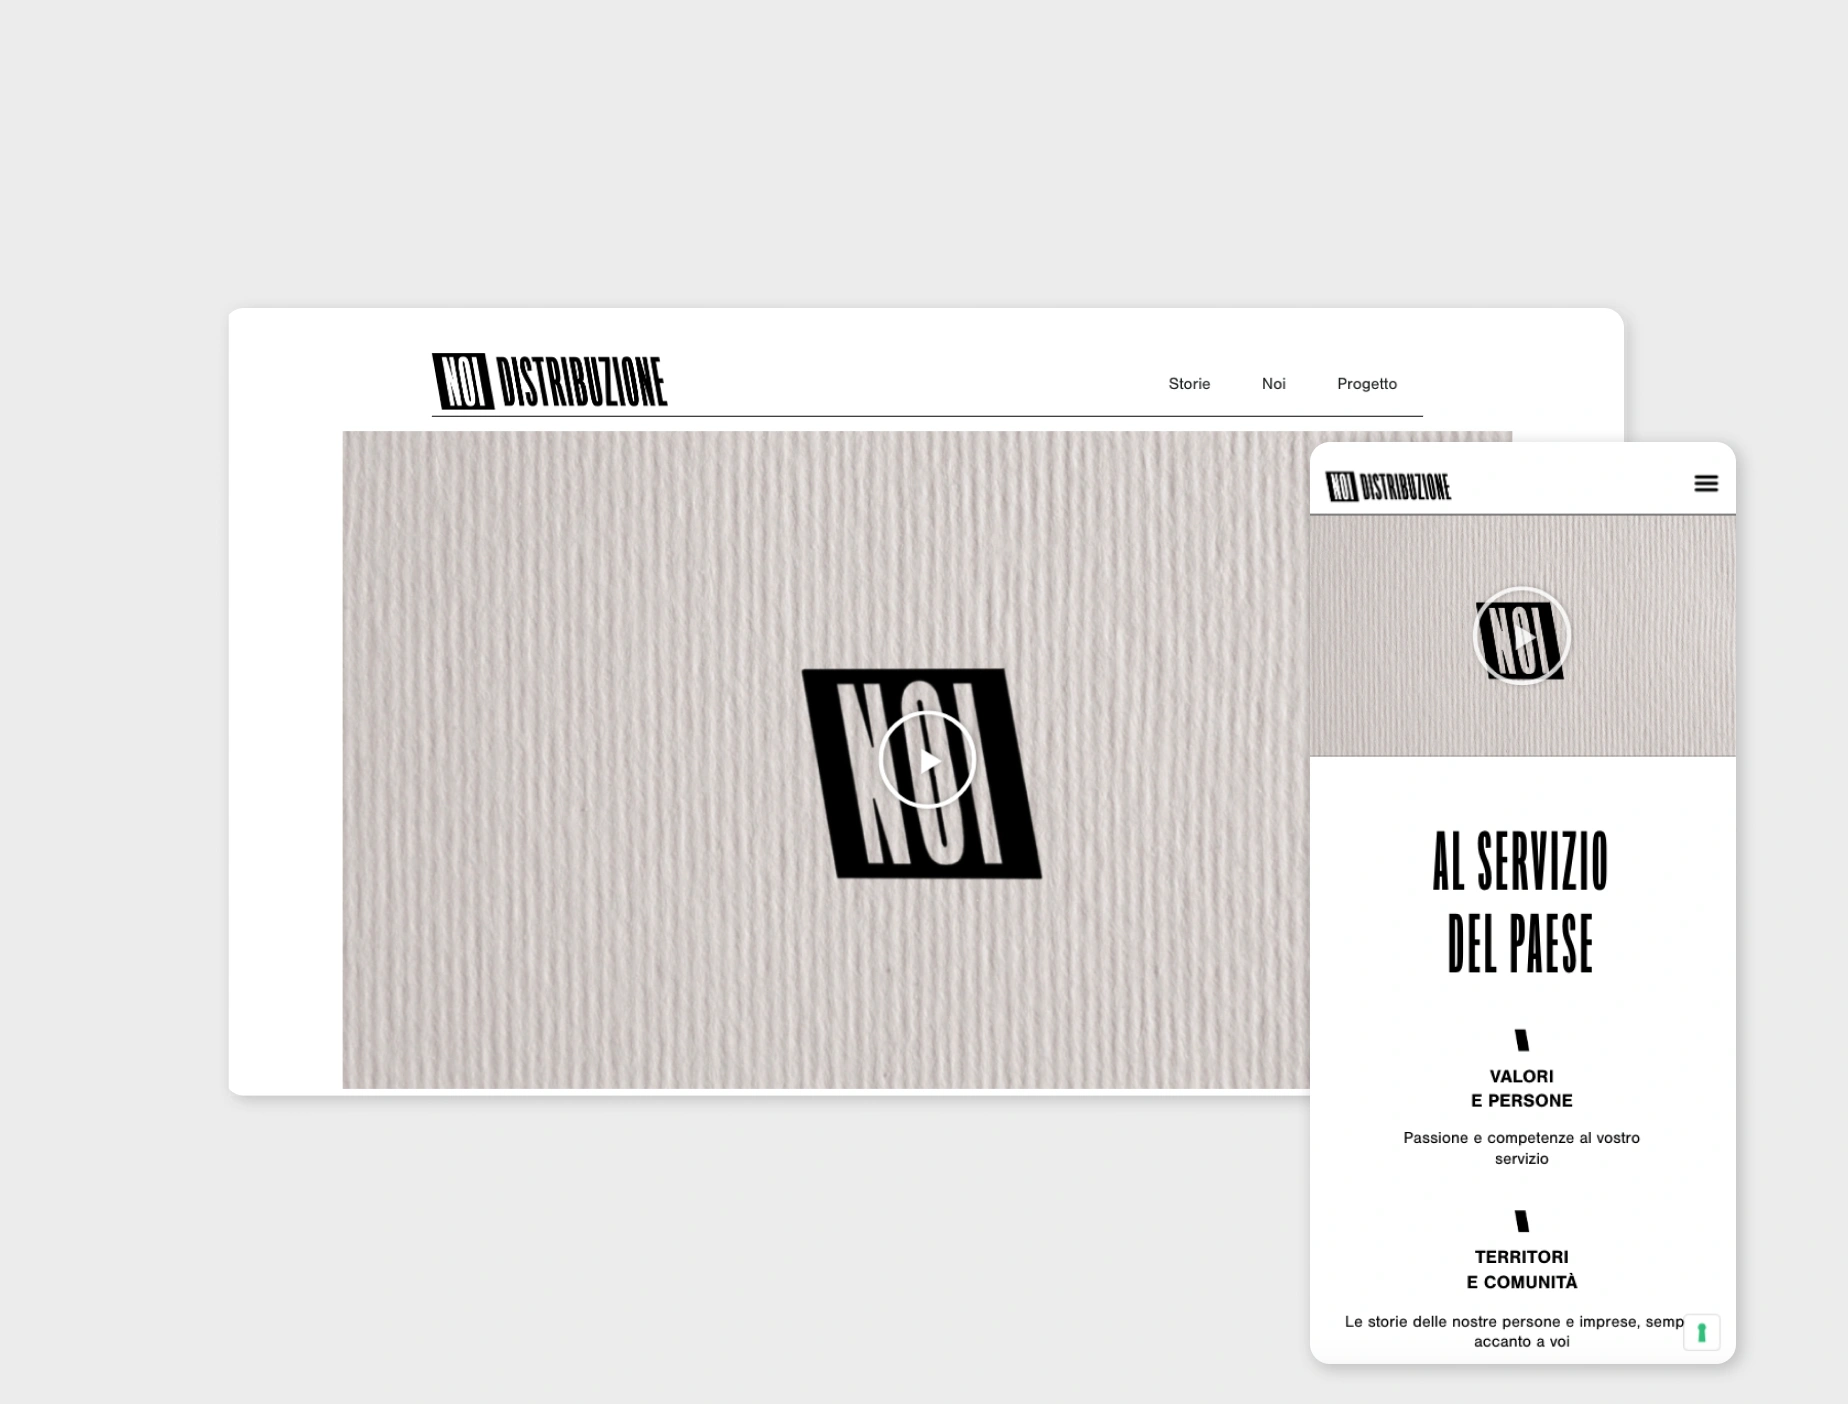 NOI DISTRIBUZIONE
Storie Noi Progetto
NOI
NOI DISTRIBUZIONE
NOI
AL SERVIZIO
DEL PAESE
VALORI
E PERSONE
Passione e competenze al vostro
servizio
TERRITORI
E COMUNITÀ
Le storie delle nostre persone e imprese, semp
accanto a voi